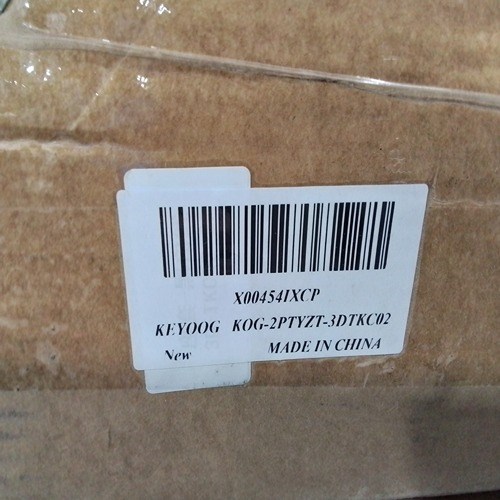 X00454IXCP
KEYOOG KOG-2PTYZT-3DTKC02
New MADE IN CHINA